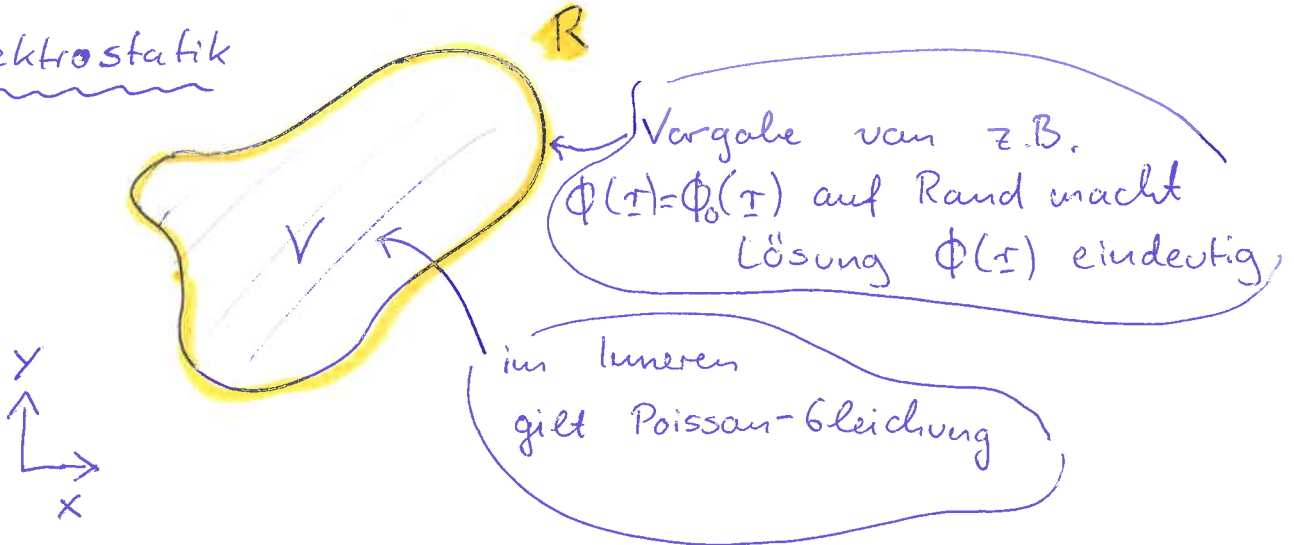 ektrostatik
R
Vorgabe von z.B.
ϕ(r)=ϕ₀(r) auf Rand macht
Lösung ϕ(r) eindeutig
V
im Inneren
gilt Poisson-Gleichung
Y
X